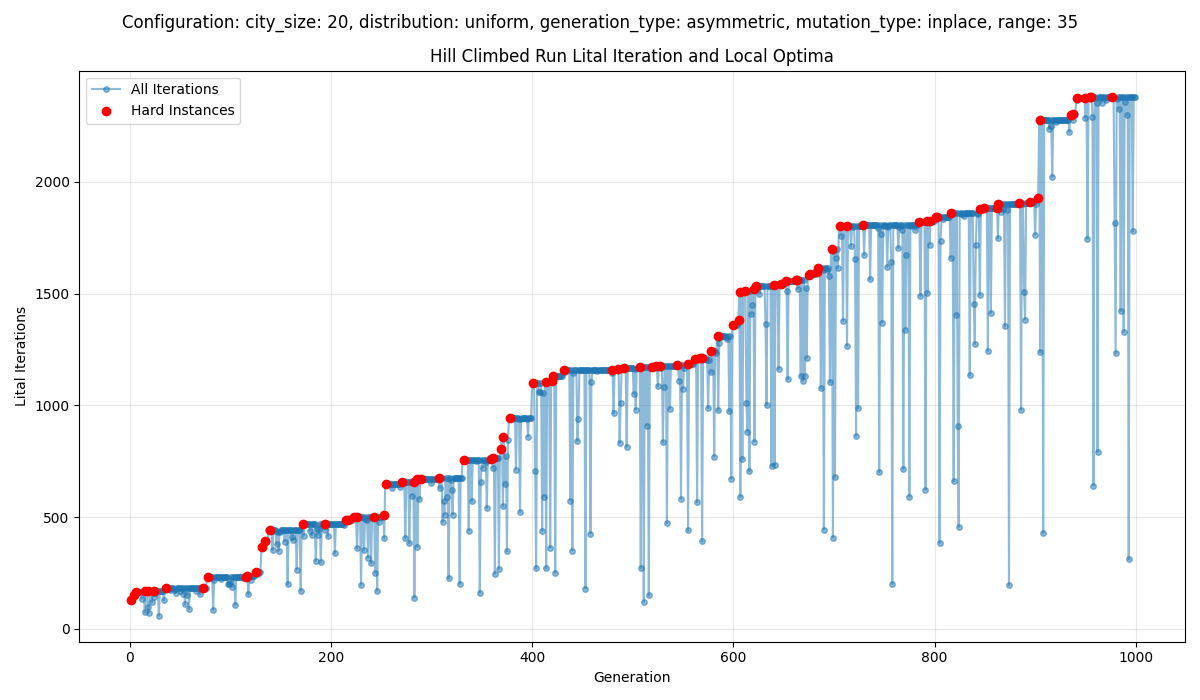 Configuration: city_size: 20, distribution: uniform, generation_type: asymmetric, mutation_type: inplace, range: 35
Hill Climbed Run Lital Iteration and Local Optima
All Iterations
Hard Instances
Lital Iterations
2000
1500
1000
500
0
0 200 400 600 800 1000
Generation